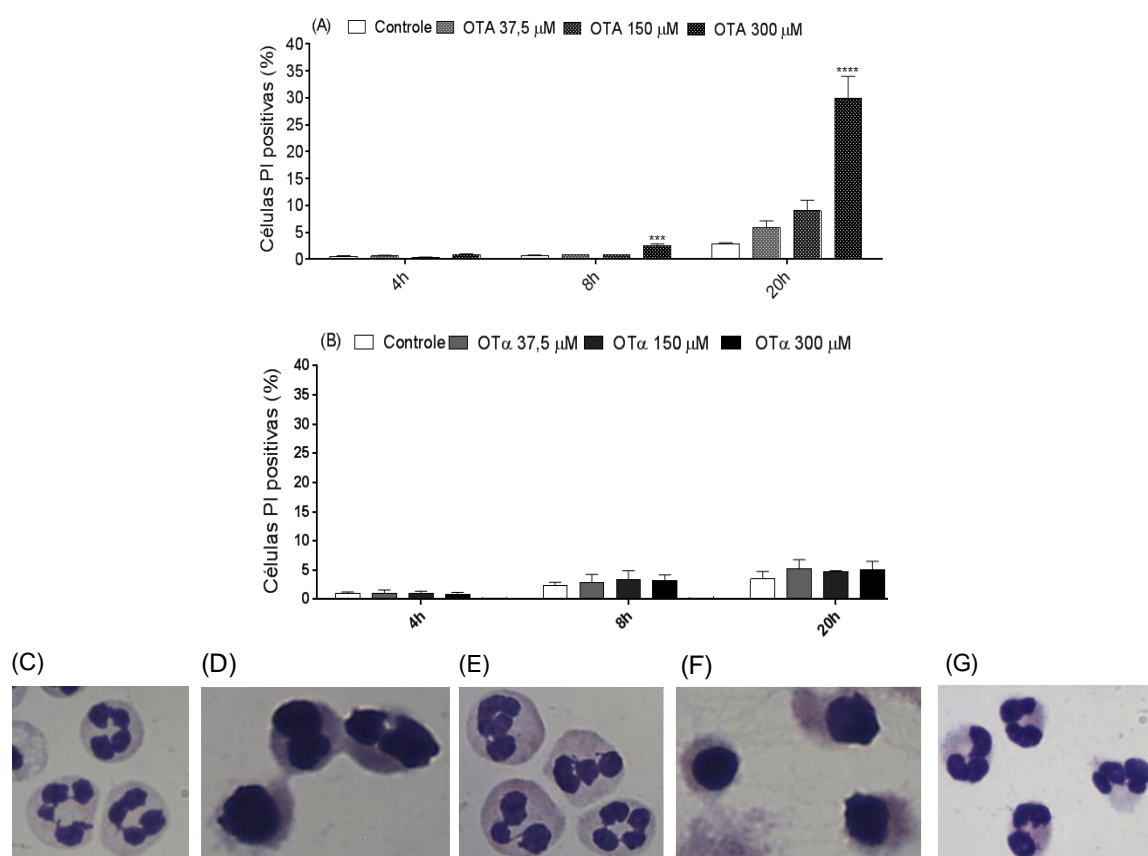 (A) Controle OTA 37,5 μM OTA 150 μM OTA 300 μM
Células PI positivas (%)
40
35
30
25
20
15
10
5
0
***
****
4h
8h
20h
(B) Controle OTα 37,5 μM OTα 150 μM OTα 300 μM
Células PI positivas (%)
40
35
30
25
20
15
10
5
0
4h
8h
20h
(C)
(D)
(E)
(F)
(G)